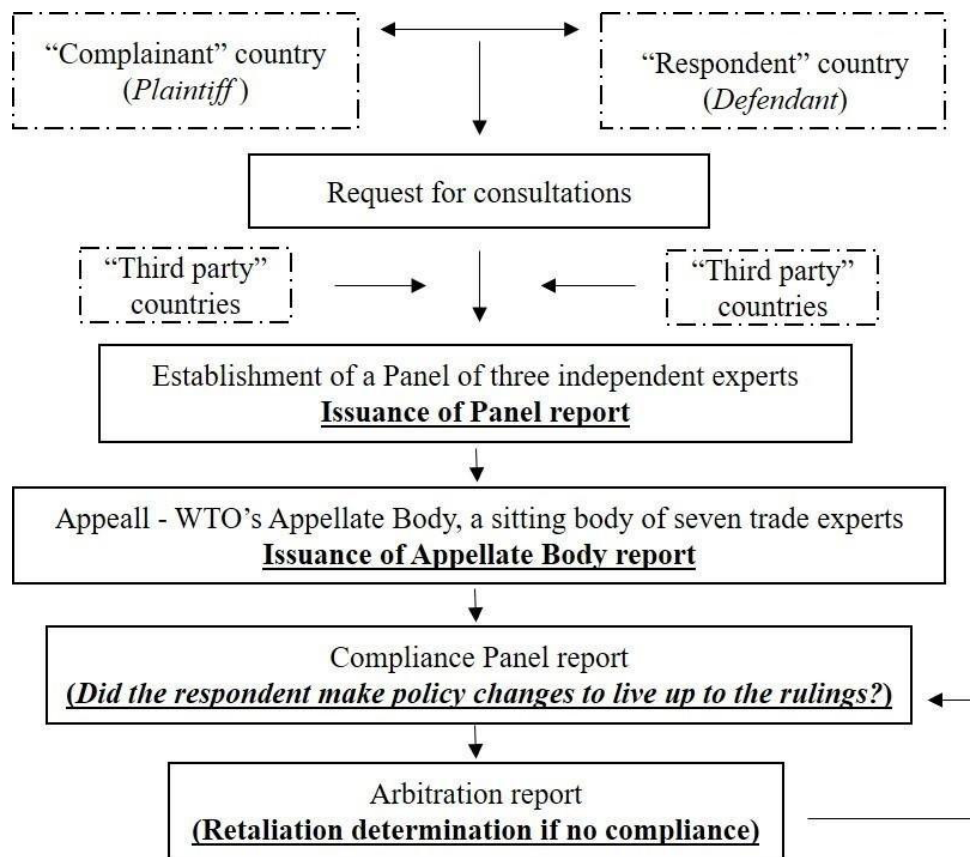 “Complainant” country
(Plaintiff )
“Respondent” country
(Defendant)
Request for consultations
“Third party”
countries
“Third party”
countries
Establishment of a Panel of three independent experts
Issuance of Panel report
Appeall - WTO’s Appellate Body, a sitting body of seven trade experts
Issuance of Appellate Body report
Compliance Panel report
(Did the respondent make policy changes to live up to the rulings?)
Arbitration report
(Retaliation determination if no compliance)